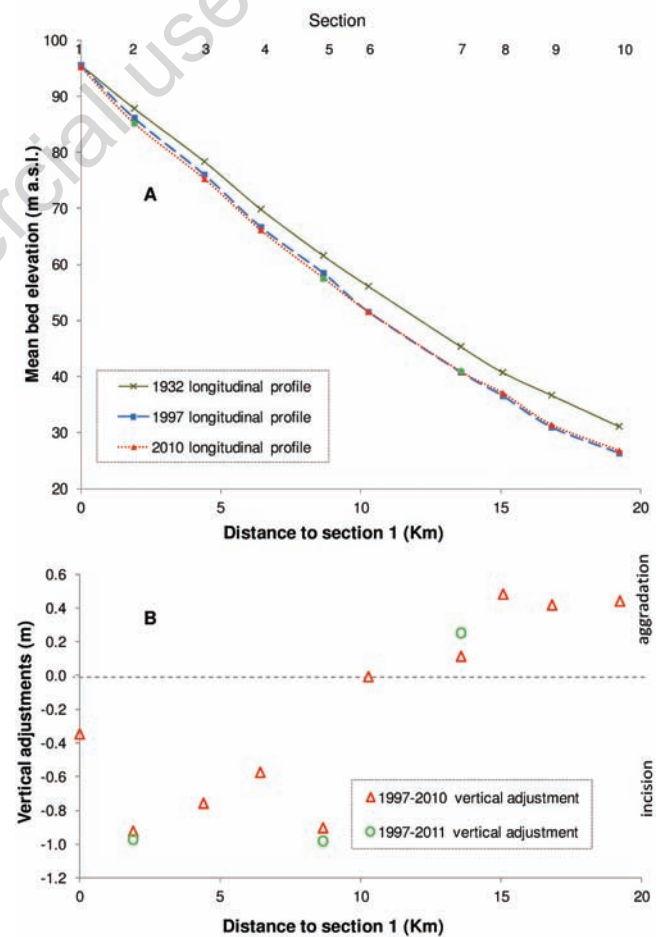 Section
1 2 3 4 5 6 7 8 9 10
100
90
80
70
60
50
40
30
20
Mean bed elevation (m a.s.l.)
A
1932 longitudinal profile
1997 longitudinal profile
2010 longitudinal profile
0 5 10 15 20
Distance to section 1 (Km)
0.6
0.4
0.2
0.0
-0.2
-0.4
-0.6
-0.8
-1.0
-1.2
Vertical adjustments (m)
B
aggradation
incision
1997-2010 vertical adjustment
1997-2011 vertical adjustment
0 5 10 15 20
Distance to section 1 (Km)